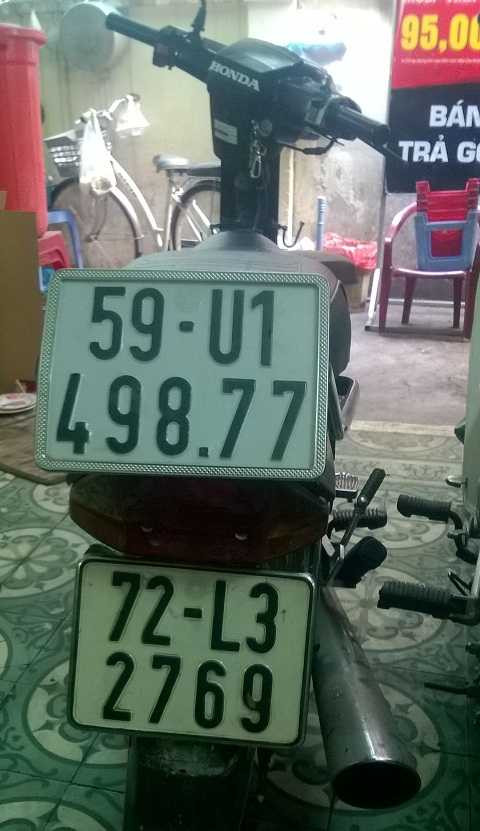 HONDA
95,00
BÁN
TRẢ GÓ
59-U1
498.77
72-L3
2769